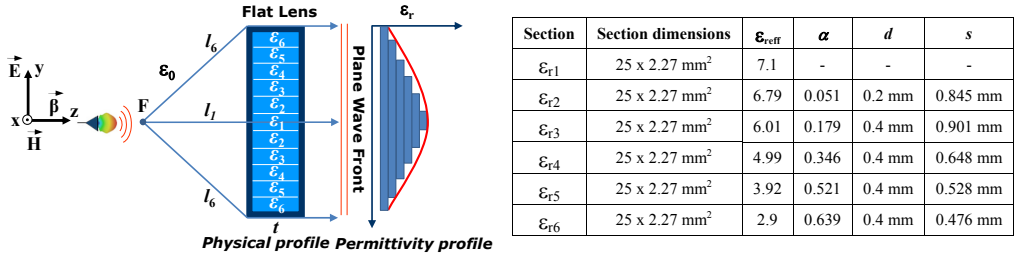 Flat Lens
εr
l6
ε6
ε5
ε4
ε0
ε3
E y
ε2
β
F
l1
ε1
x
z
H
ε2
ε3
ε4
ε5
l6
ε6
t
Plane Wave Front
Physical profile Permittivity profile
Section Section dimensions εreff α d s
εr1 25 x 2.27 mm² 7.1 - - -
εr2 25 x 2.27 mm² 6.79 0.051 0.2 mm 0.845 mm
εr3 25 x 2.27 mm² 6.01 0.179 0.4 mm 0.901 mm
εr4 25 x 2.27 mm² 4.99 0.346 0.4 mm 0.648 mm
εr5 25 x 2.27 mm² 3.92 0.521 0.4 mm 0.528 mm
εr6 25 x 2.27 mm² 2.9 0.639 0.4 mm 0.476 mm